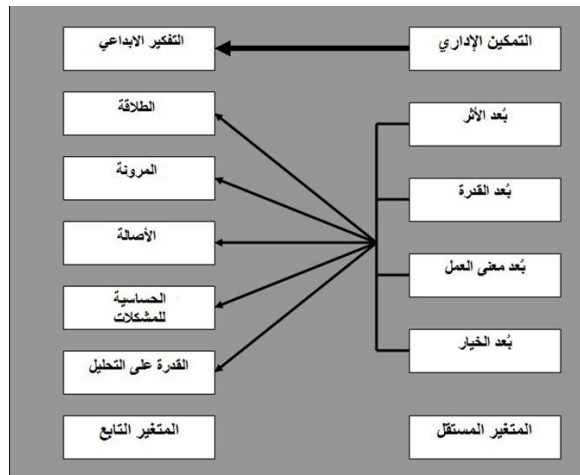 التمكين الإداري
التفكير الابداعي
بُعد الأثر
بُعد القدرة
بُعد معنى العمل
بُعد الخيار
الطلاقة
المرونة
الأصالة
الحساسية
للمشكلات
القدرة على التحليل
المتغير المستقل
المتغير التابع